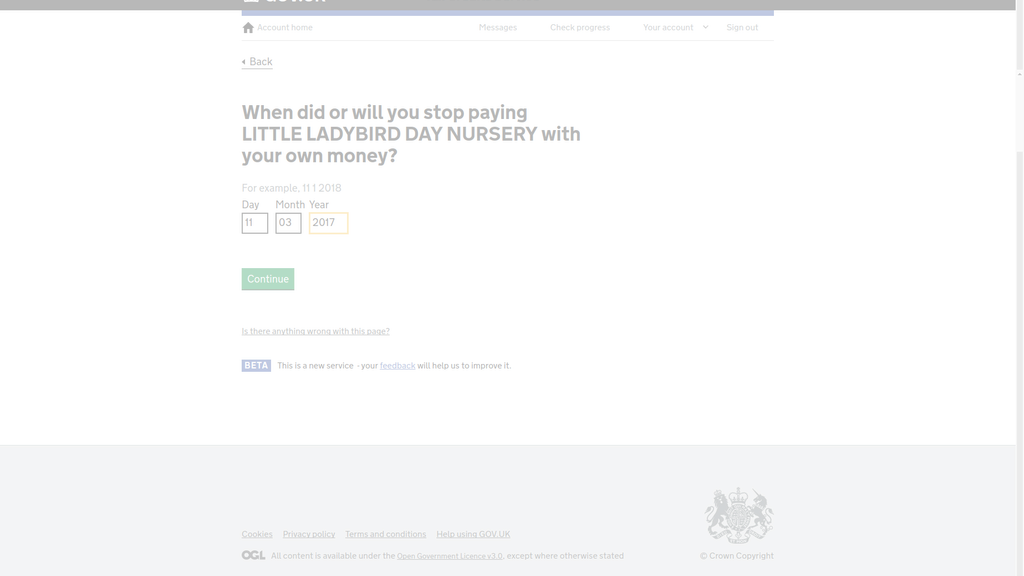 Account home Messages Check progress Your account Sign out
Back
When did or will you stop paying
LITTLE LADYBIRD DAY NURSERY with
your own money?
For example, 11 1 2018
Day Month Year
11 03 2017
Continue
Is there anything wrong with this page?
BETA This is a new service - your feedback will help us to improve it.
Cookies Privacy policy Terms and conditions Help using GOV.UK
OGL All content is available under the Open Government Licence v3.0, except where otherwise stated
© Crown Copyright